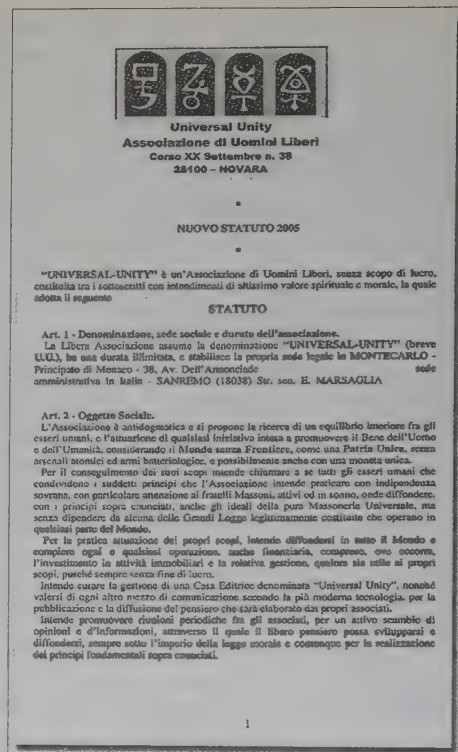 Universal Unity
Associazione di Uomini Liberi
Corso XX Settembre n. 38
28100 – NOVARA
NUOVO STATUTO 2005
"UNIVERSAL-UNITY" è un'Associazione di Uomini Liberi, senza scopo di lucro,
costituita tra i sottoscritti con intendimenti di altissimo valore spirituale e morale, la quale
adotta il seguente
STATUTO
Art. 1 - Denominazione, sede sociale e durata dell'associazione.
La Libera Associazione assume la denominazione "UNIVERSAL-UNITY" (breve
U.U.), ha una durata illimitata, e stabilisce la propria sede legale in MONTECARLO -
Principato di Monaco - 38, Av. Dell'Annonciade sede
amministrativa in Italia - SANREMO (18038) Str. sen. E. MARSAGLIA
Art. 2 - Oggetto Sociale.
L'Associazione è antidogmatica e si propone la ricerca di un equilibrio interiore fra gli
esseri umani, e l'attuazione di qualsiasi iniziativa intesa a promuovere il Bene dell'Uomo
e dell'Umanità, considerando il Mondo senza Frontiere, come una Patria Unica, senza
arsenali atomici ed armi batteriologiche, e possibilmente anche con una moneta unica.
Per il conseguimento dei suoi scopi intende chiamare a se tutti gli esseri umani che
condividono i suddetti principi che l'Associazione intende praticare con indipendenza
sovrana, con particolare attenzione ai fratelli Massoni, attivi od in sonno, onde diffondere,
con i principi sopra enunciati, anche gli ideali della pura Massoneria Universale, ma
senza dipendere da alcuna delle Grandi Logge legittimamente costituite che operano in
qualsiasi parte del Mondo.
Per la pratica attuazione dei propri scopi, intende diffondersi in tutto il Mondo e
compiere ogni e qualsiasi operazione, anche finanziaria, compreso, ove occorra,
l'investimento in attività immobiliari e la relativa gestione, qualora sia utile ai propri
scopi, purché sempre senza fine di lucro.
Intende curare la gestione di una Casa Editrice denominata "Universal Unity", nonché
valersi di ogni altro mezzo di comunicazione secondo la più moderna tecnologia, per la
pubblicazione e la diffusione del pensiero che sarà elaborato dai propri associati.
Intende promuovere riunioni periodiche fra gli associati, per un attivo scambio di
opinioni e d'informazioni, attraverso il quale il libero pensiero possa svilupparsi e
diffondersi, sempre sotto l'imperio della legge morale e comunque per la realizzazione
dei principi fondamentali sopra enunciati.
1